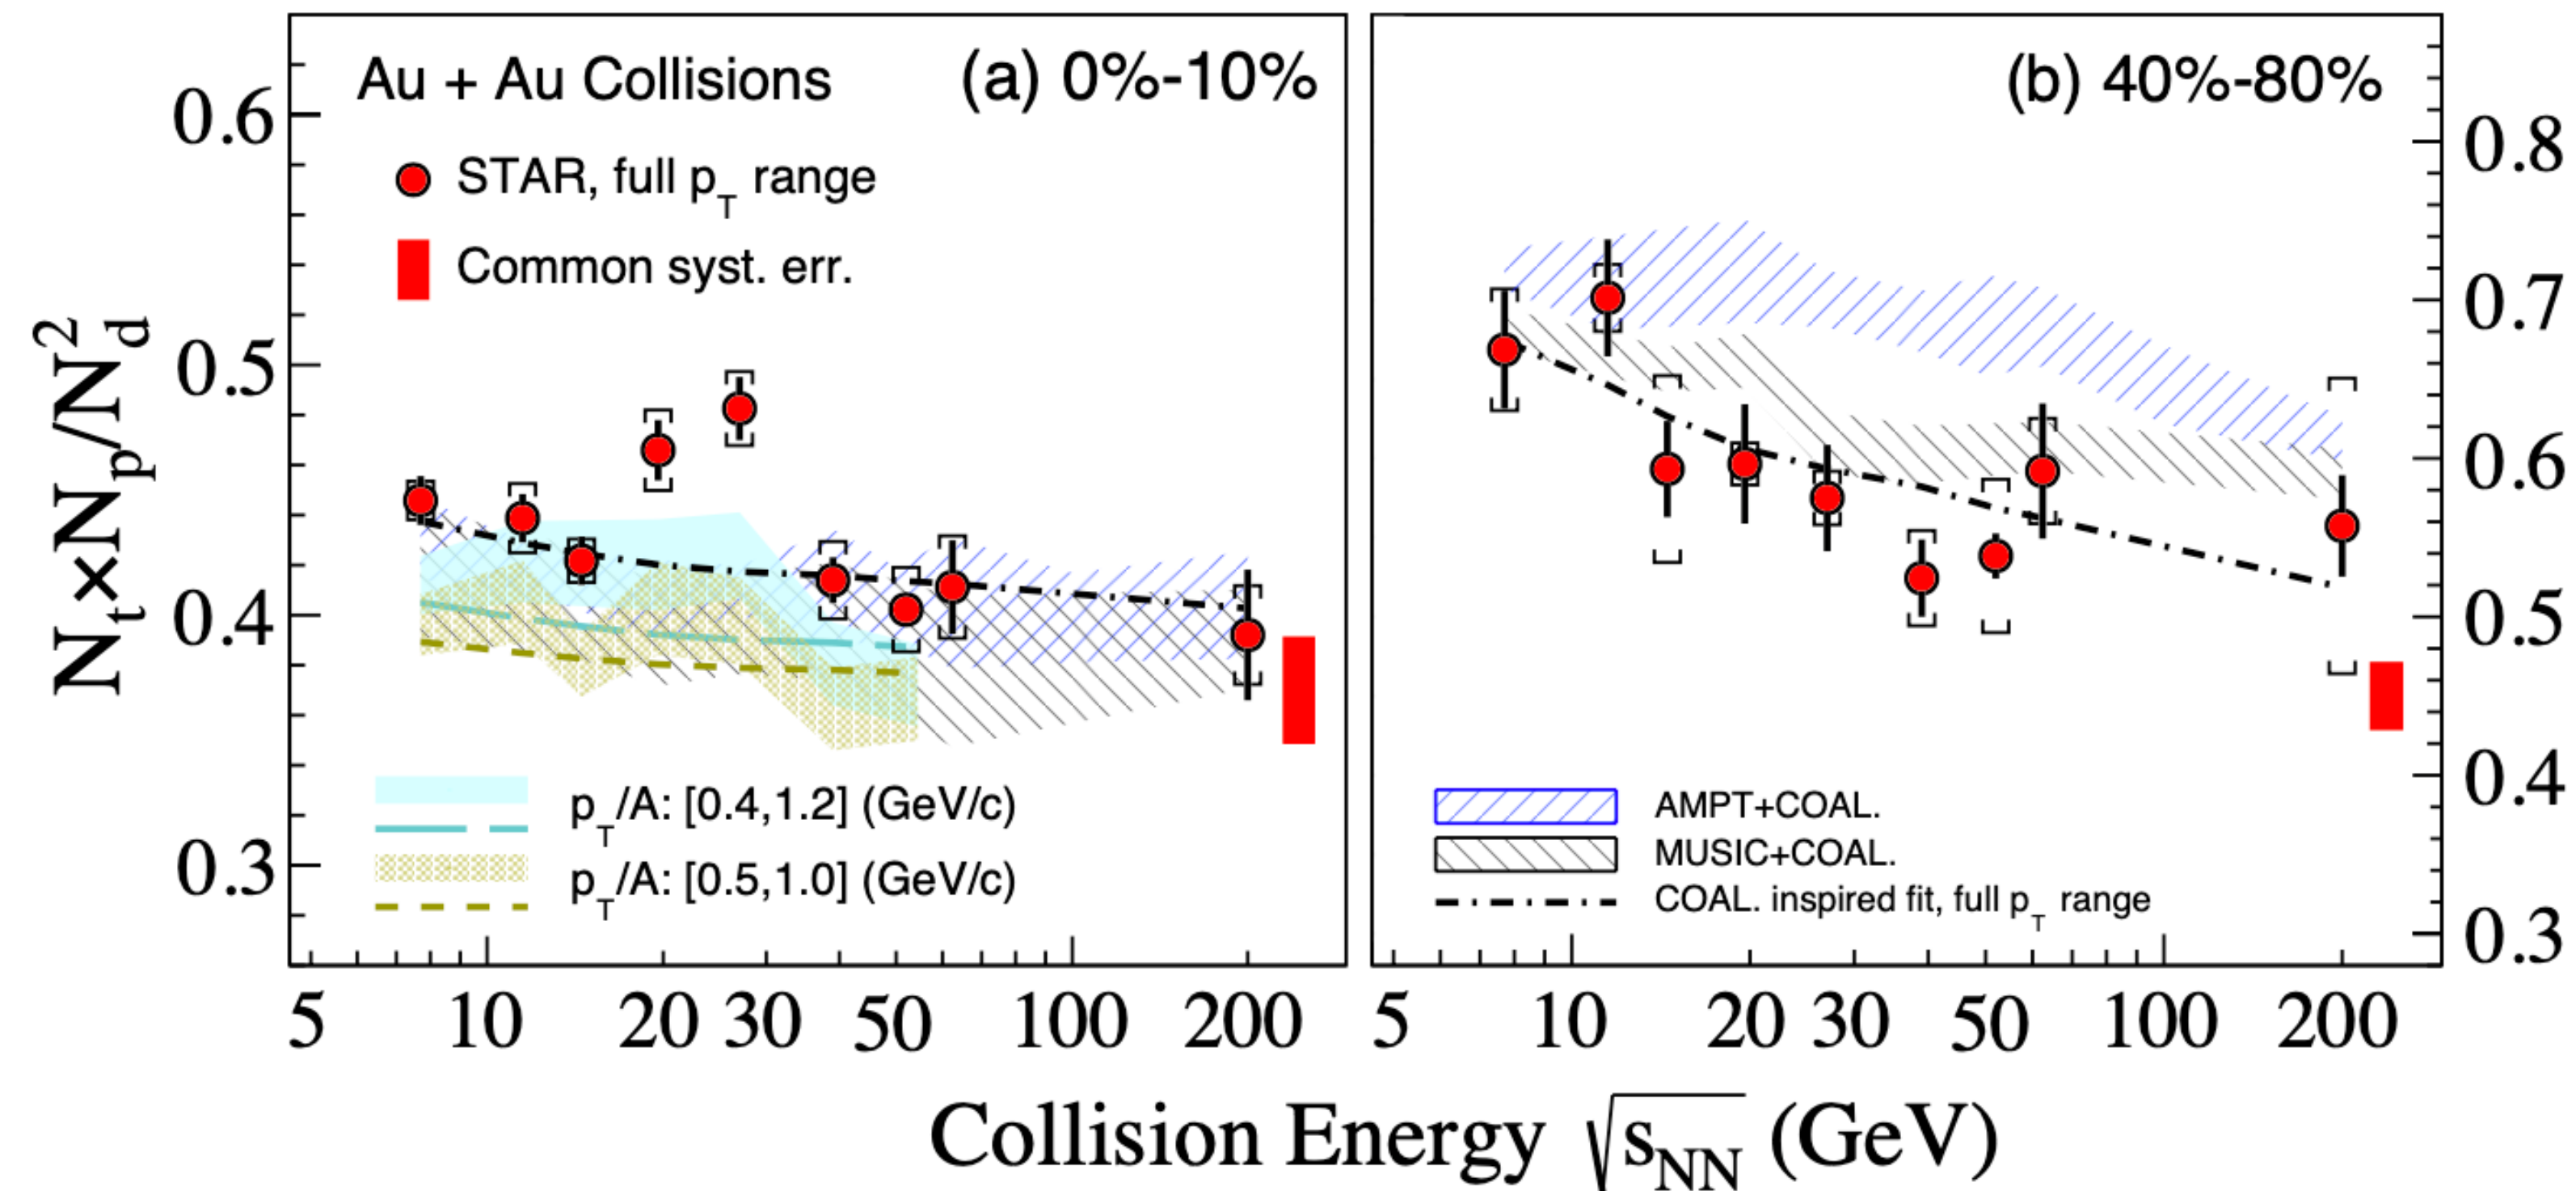 Au + Au Collisions
(a) 0%-10%
STAR, full p_T range
Common syst. err.
0.6
0.5
0.4
0.3
N_t×N_p/N_d^2
p_T/A: [0.4,1.2] (GeV/c)
p_T/A: [0.5,1.0] (GeV/c)
5 10 20 30 50 100 200
(b) 40%-80%
0.8
0.7
0.6
0.5
0.4
0.3
AMPT+COAL.
MUSIC+COAL.
COAL. inspired fit, full p_T range
5 10 20 30 50 100 200
Collision Energy √s_NN (GeV)